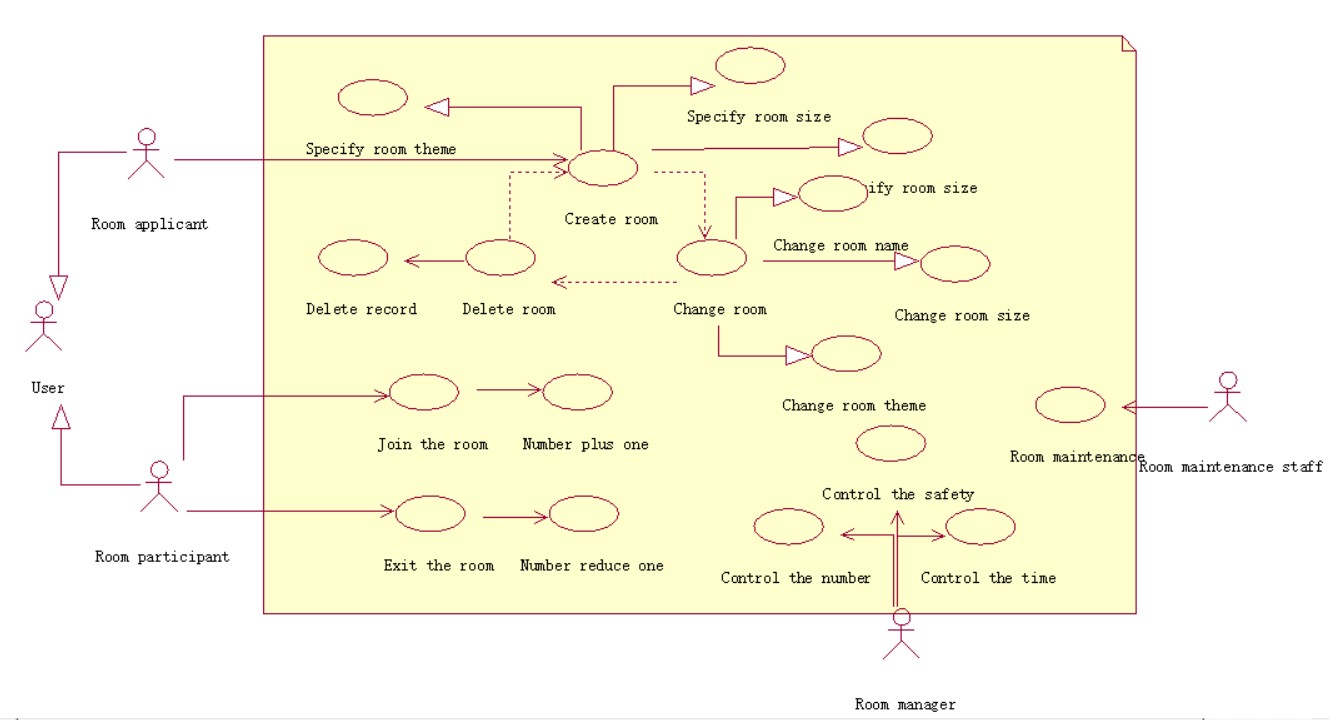 Specify room size
Specify room theme
ify room size
Room applicant
Create room
Change room name
Delete record
Delete room
Change room
Change room size
User
Change room theme
Join the room
Number plus one
Room maintenance
Room maintenance staff
Control the safety
Room participant
Exit the room
Number reduce one
Control the number
Control the time
Room manager